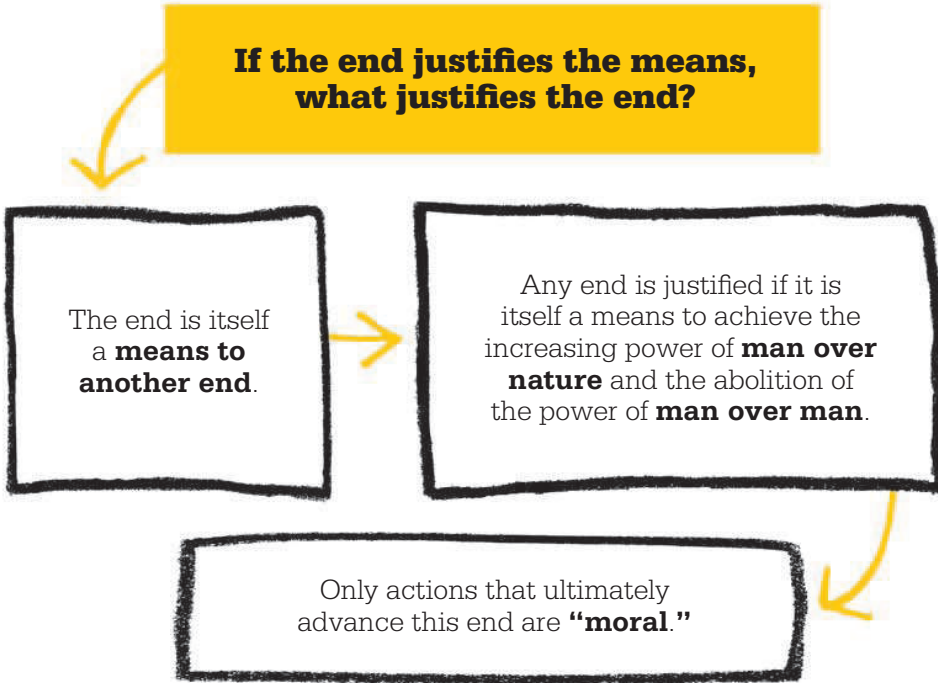 If the end justifies the means,
what justifies the end?
The end is itself
a means to
another end.
Any end is justified if it is
itself a means to achieve the
increasing power of man over
nature and the abolition of
the power of man over man.
Only actions that ultimately
advance this end are “moral.”